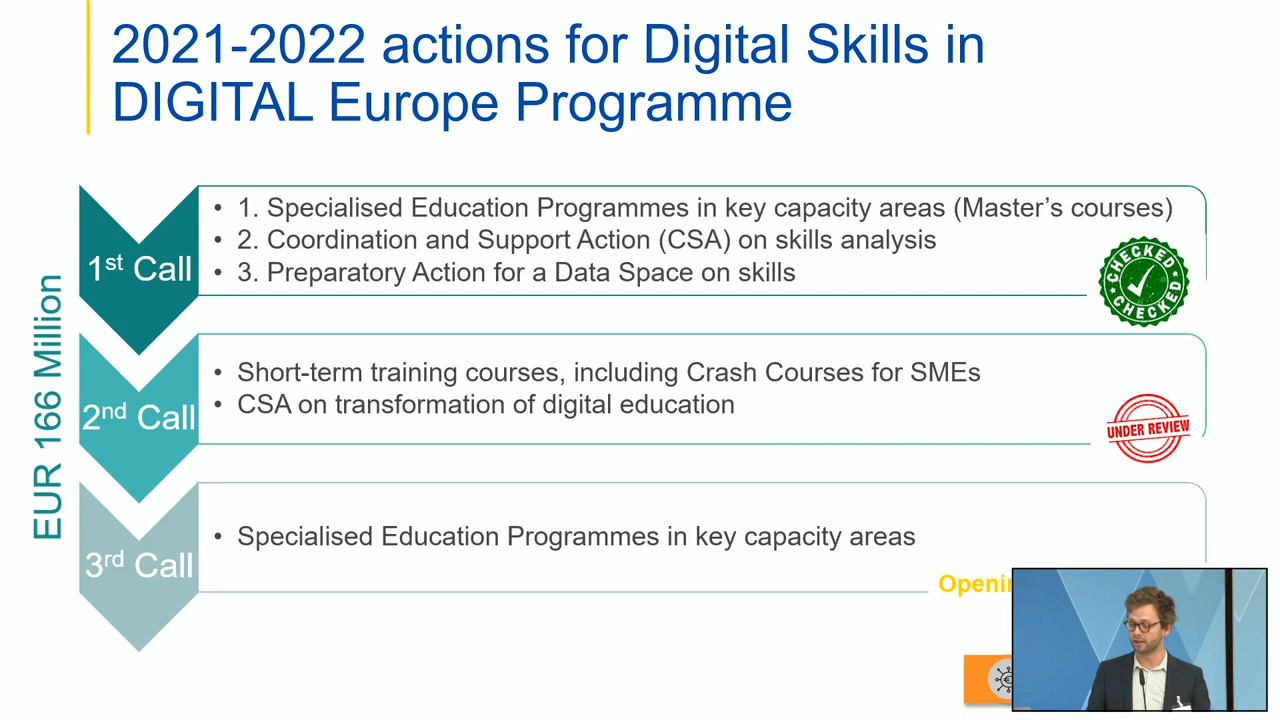 2021-2022 actions for Digital Skills in
DIGITAL Europe Programme
EUR 166 Million
1st Call
• 1. Specialised Education Programmes in key capacity areas (Master’s courses)
• 2. Coordination and Support Action (CSA) on skills analysis
• 3. Preparatory Action for a Data Space on skills
CHECKED
CHECKED
2nd Call
• Short-term training courses, including Crash Courses for SMEs
• CSA on transformation of digital education
UNDER REVIEW
3rd Call
• Specialised Education Programmes in key capacity areas